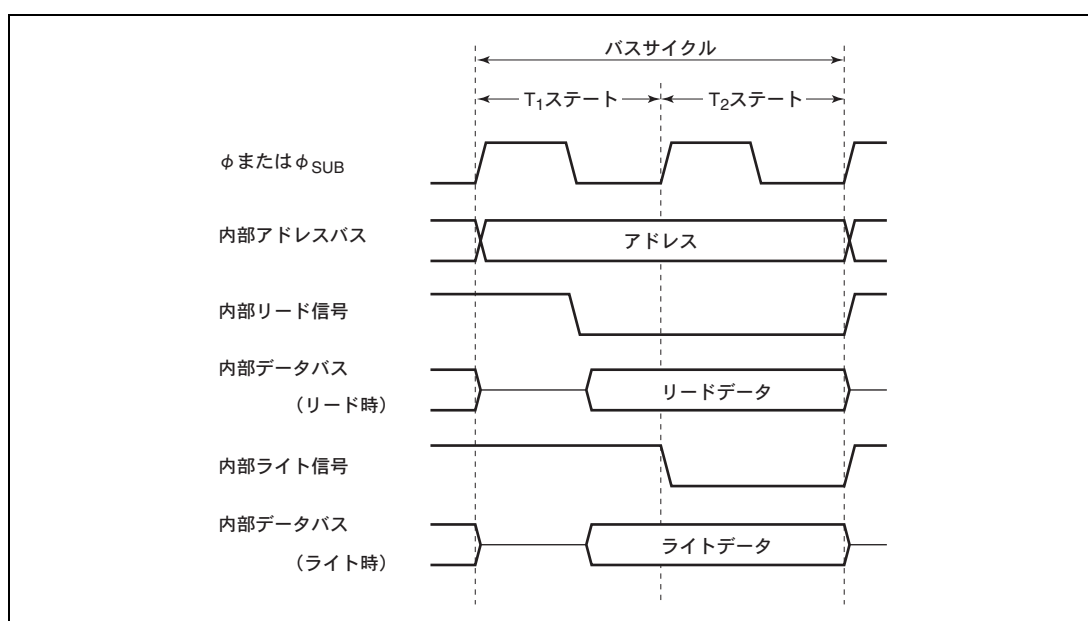 バスサイクル
T₁ステート
T₂ステート
φまたはφSUB
内部アドレスバス
アドレス
内部リード信号
内部データバス
(リード時)
リードデータ
内部ライト信号
内部データバス
(ライト時)
ライトデータ